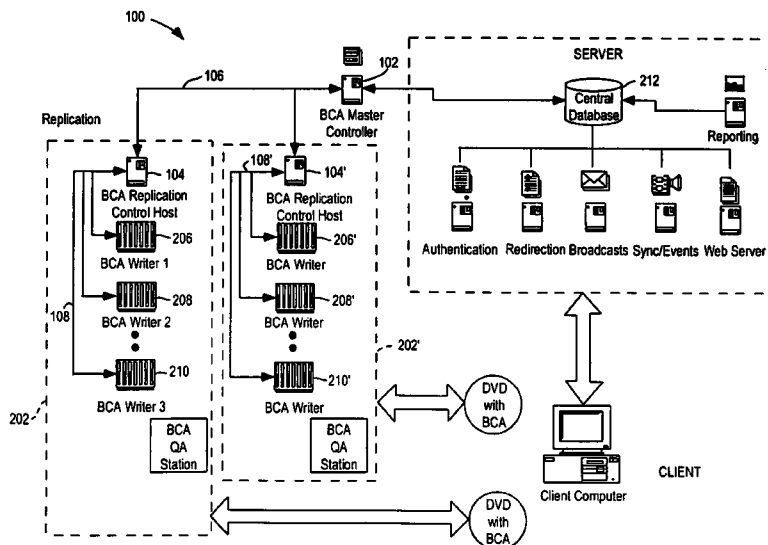 100
106
102
BCA Master
Controller
SERVER
212
Central
Database
Reporting
Authentication
Redirection
Broadcasts
Sync/Events
Web Server
Replication
104
BCA Replication
Control Host
206
BCA Writer 1
208
BCA Writer 2
108
210
BCA Writer 3
202
BCA
QA
Station
108'
104'
BCA Replication
Control Host
206'
BCA Writer
208'
BCA Writer
202'
210'
BCA Writer
BCA
QA
Station
DVD
with
BCA
DVD
with
BCA
Client Computer
CLIENT